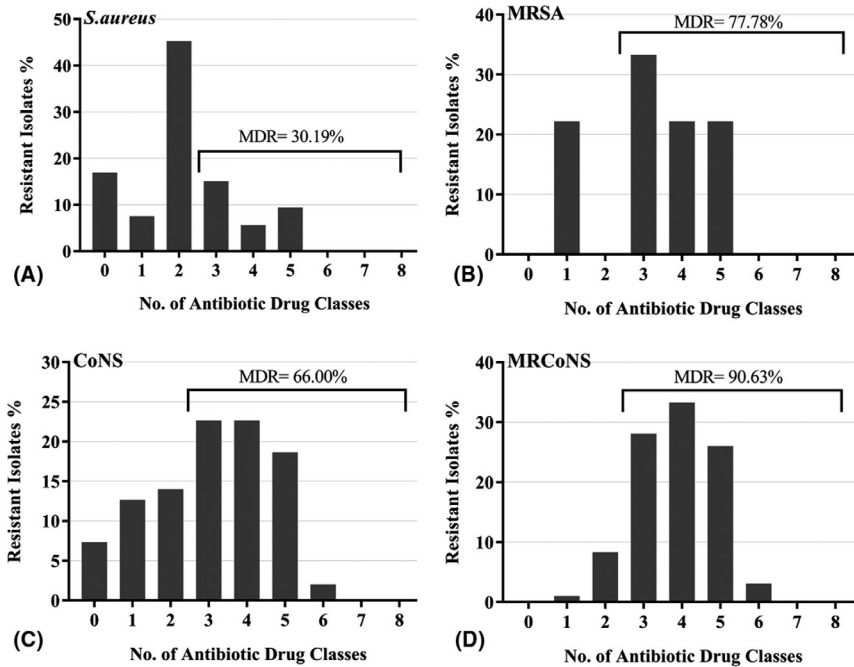 S.aureus
MDR= 30.19%
Resistant Isolates %
50
40
30
20
10
0
0 1 2 3 4 5 6 7 8
(A)
No. of Antibiotic Drug Classes
MRSA
MDR= 77.78%
Resistant Isolates %
40
30
20
10
0
0 1 2 3 4 5 6 7 8
(B)
No. of Antibiotic Drug Classes
CoNS
MDR= 66.00%
Resistant Isolates %
30
25
20
15
10
5
0
0 1 2 3 4 5 6 7 8
(C)
No. of Antibiotic Drug Classes
MRCoNS
MDR= 90.63%
Resistant Isolates %
40
30
20
10
0
0 1 2 3 4 5 6 7 8
(D)
No. of Antibiotic Drug Classes